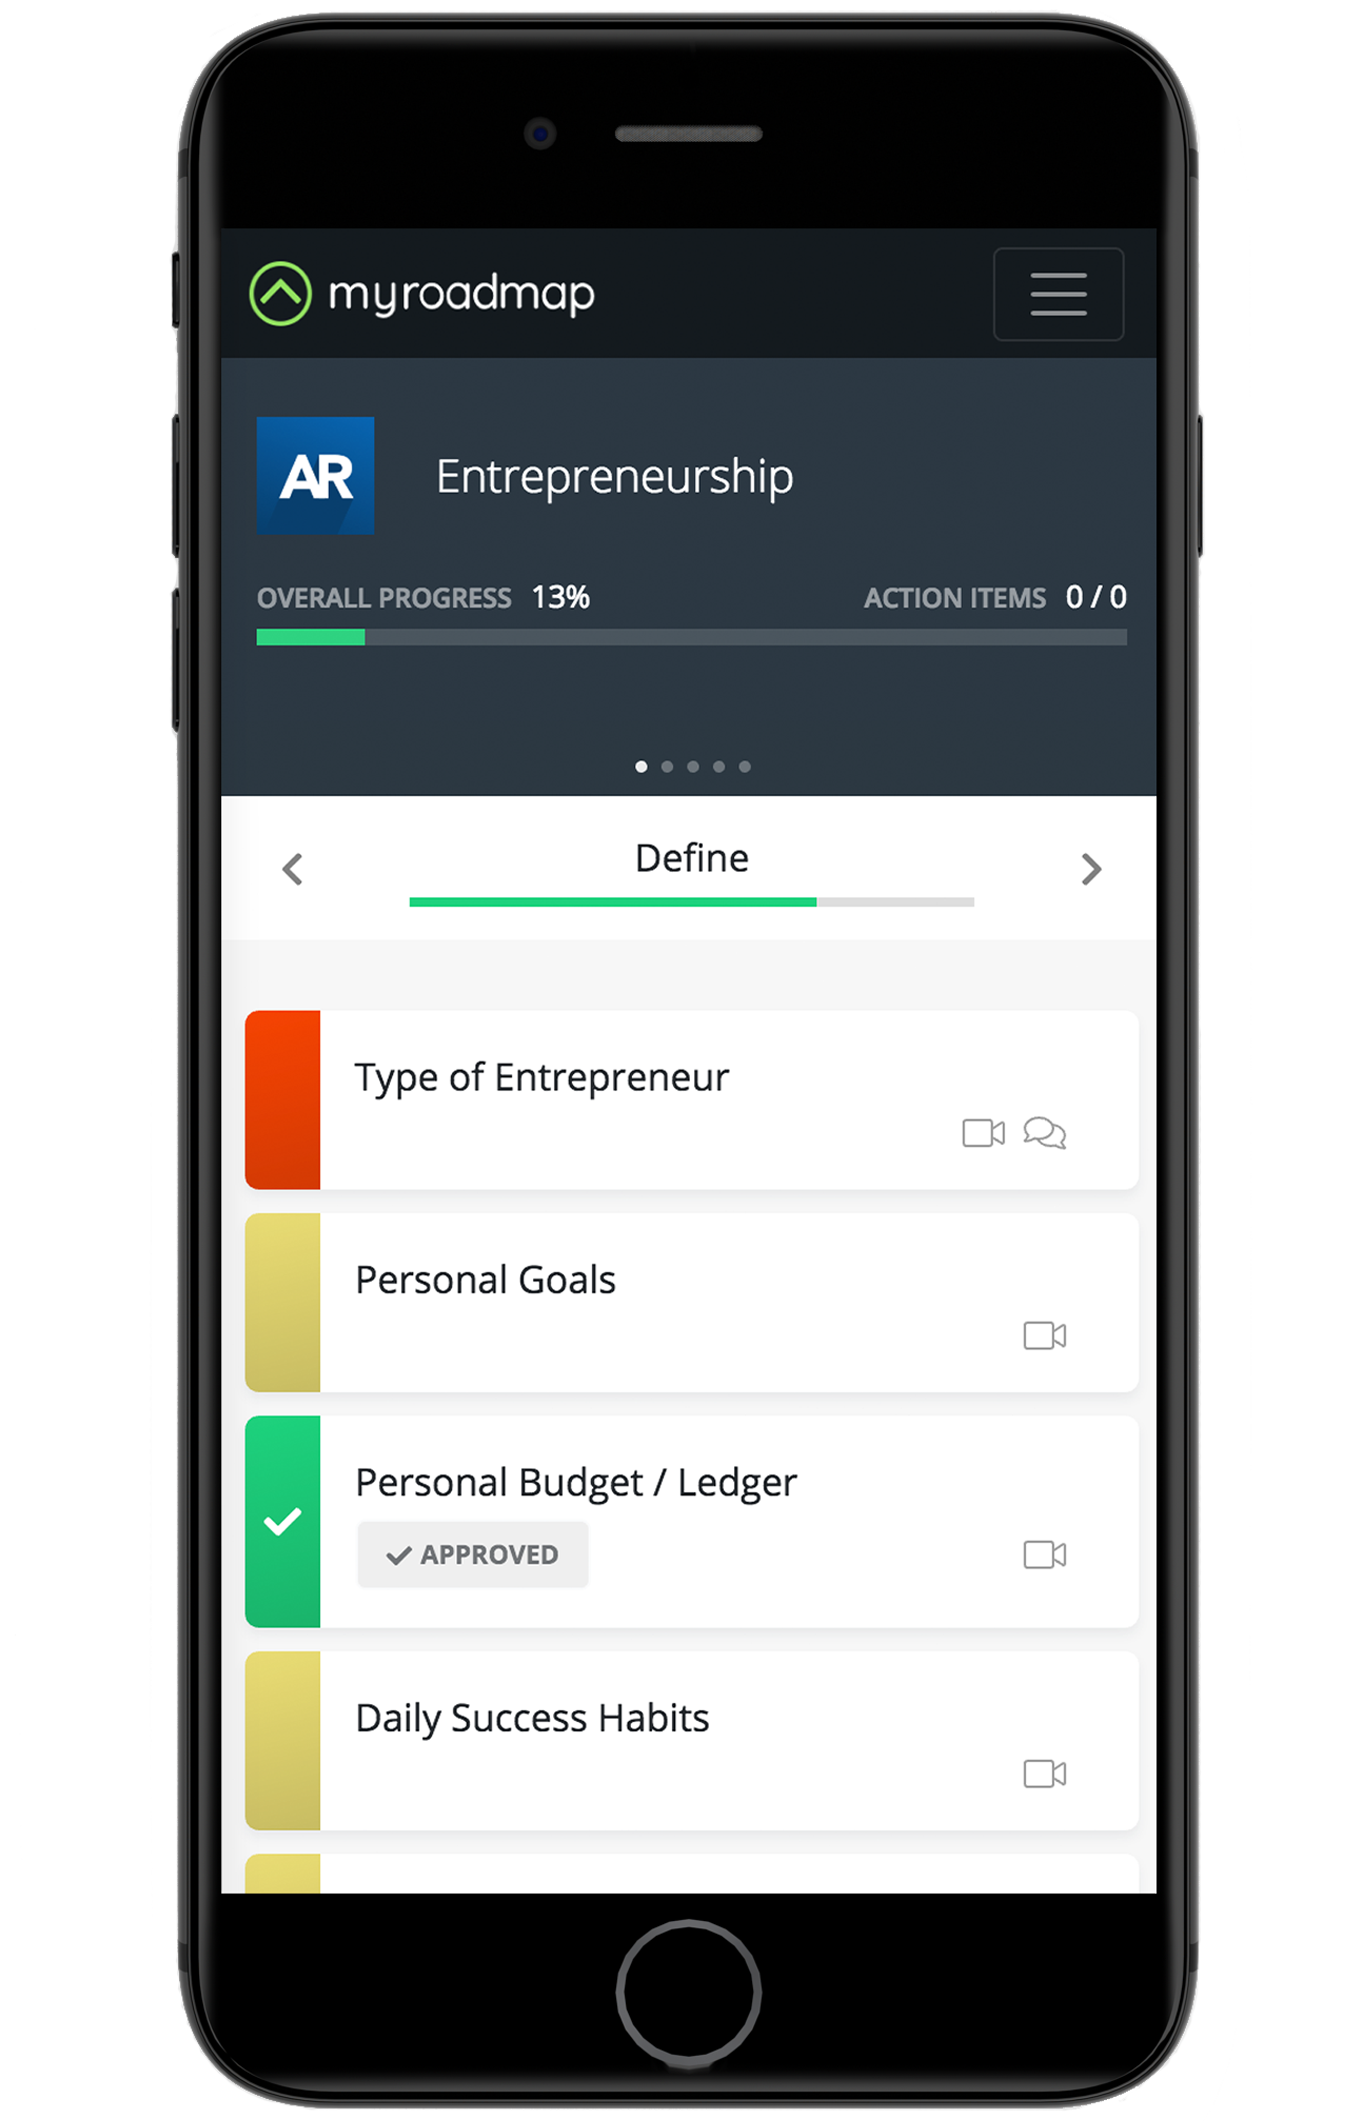 myroadmap
AR
Entrepreneurship
OVERALL PROGRESS 13% ACTION ITEMS 0 / 0
Define
Type of Entrepreneur
Personal Goals
Personal Budget / Ledger
APPROVED
Daily Success Habits